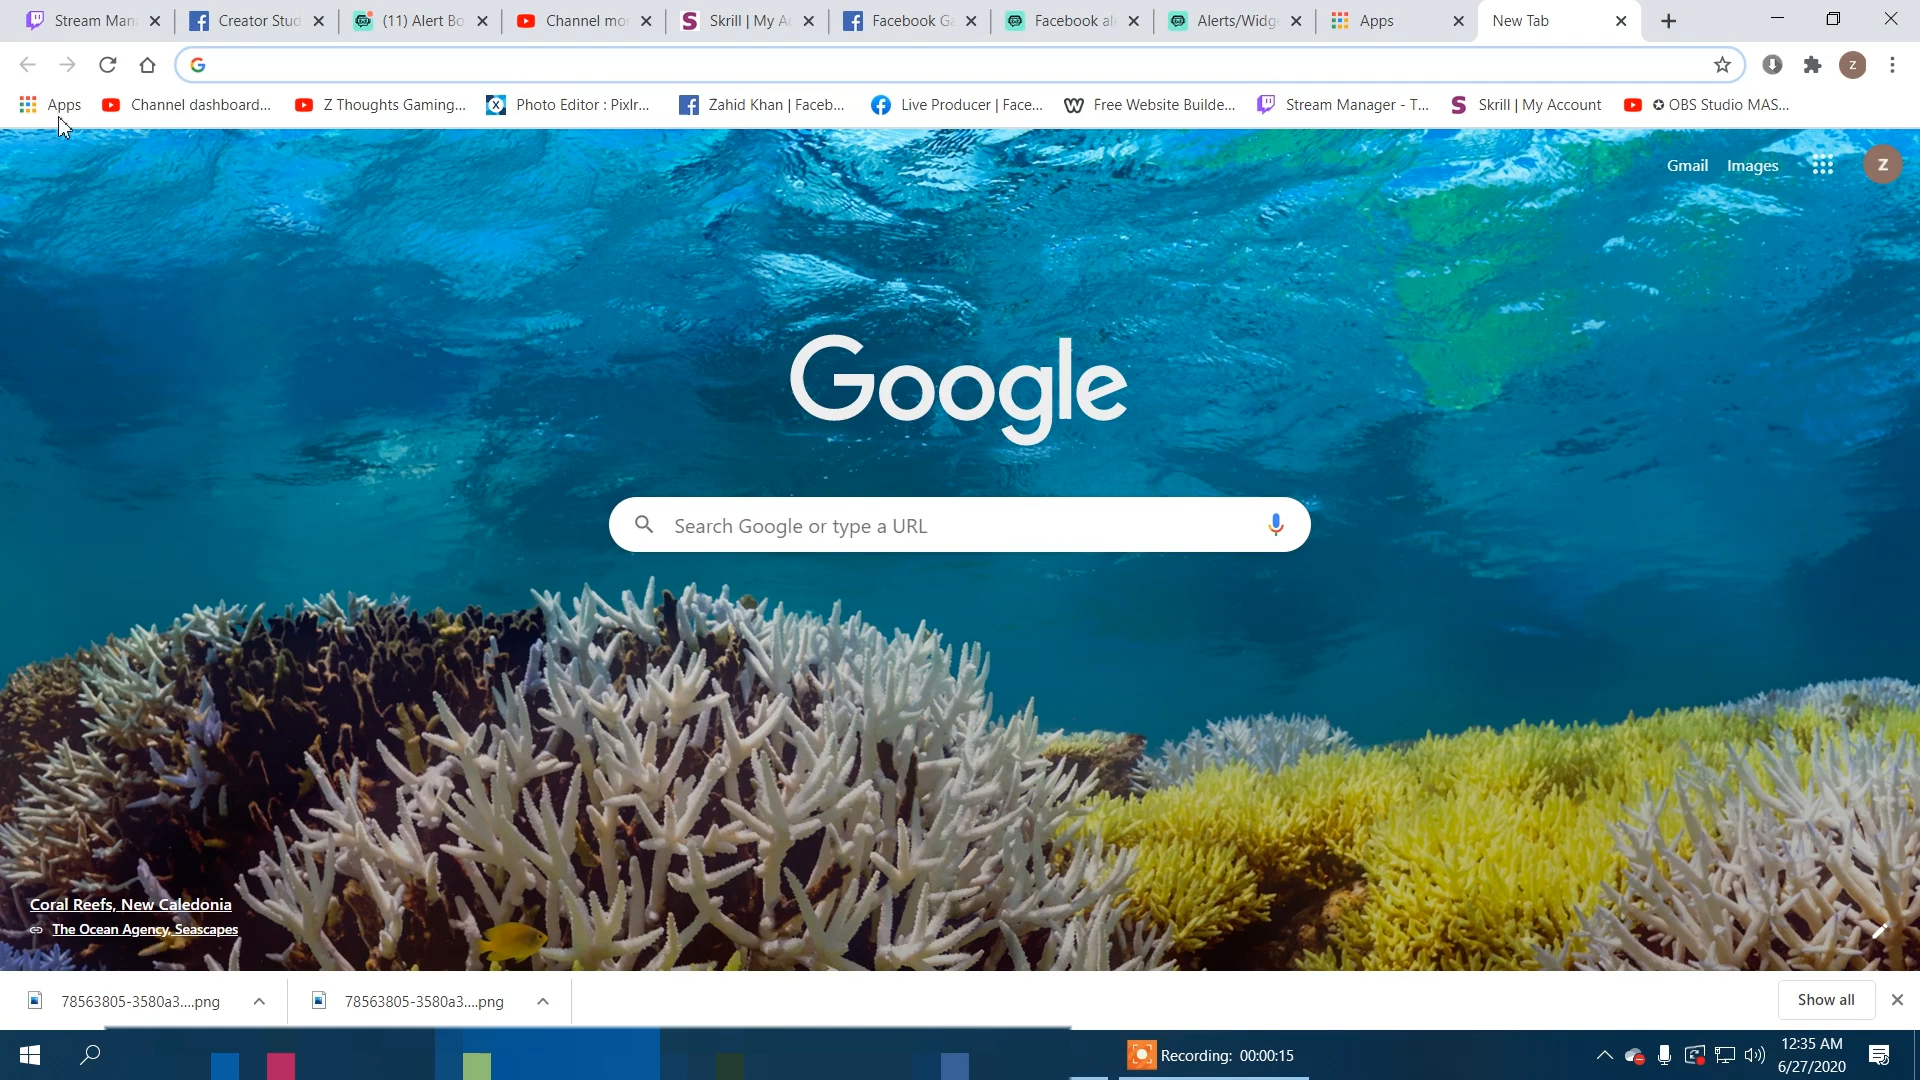 Stream Mana
Creator Stud
(11) Alert Bo
Channel mo
Skrill | My Ac
Facebook Ga
Facebook al
Alerts/Widg
Apps
New Tab
Z
Apps
Channel dashboard...
Z Thoughts Gaming...
Photo Editor : Pixlr...
Zahid Khan | Faceb...
Live Producer | Face...
Free Website Builde...
Stream Manager - T...
Skrill | My Account
✪ OBS Studio MAS...
Gmail
Images
Z
Google
Search Google or type a URL
Coral Reefs, New Caledonia
The Ocean Agency, Seascapes
78563805-3580a3....png
78563805-3580a3....png
Show all
Recording: 00:00:15
12:35 AM
6/27/2020